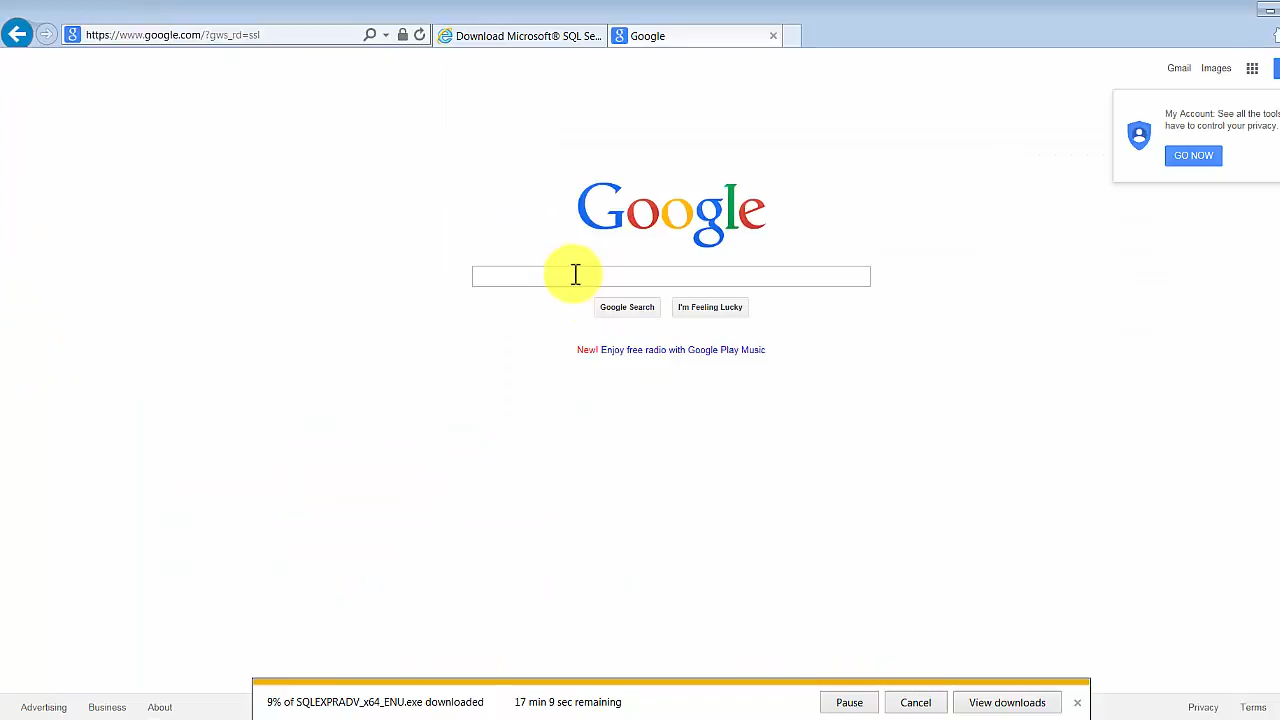 https://www.google.com/?gws_rd=ssl
Download Microsoft® SQL Se...
Google
Gmail Images
My Account: See all the tools
have to control your privacy.
GO NOW
Google
Google Search I'm Feeling Lucky
New! Enjoy free radio with Google Play Music
9% of SQLEXPRADV_x64_ENU.exe downloaded 17 min 9 sec remaining Pause Cancel View downloads
Advertising Business About Privacy Terms